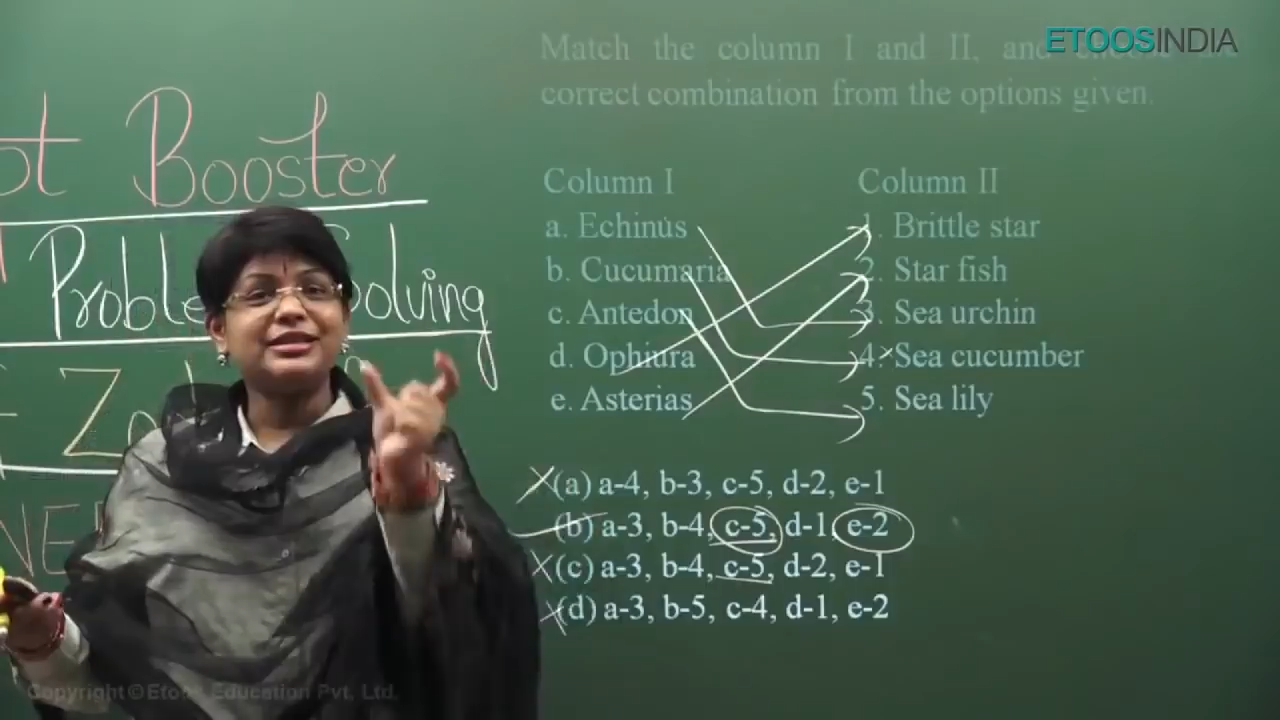 ETOOSINDIA
Match the column I and II, and choose the
correct combination from the options given.
Booster
Problem Solving
NEE
Column I
Column II
a. Echinus
1. Brittle star
b. Cucumaria
2. Star fish
c. Antedon
3. Sea urchin
d. Ophiura
4. Sea cucumber
e. Asterias
5. Sea lily
(a) a-4, b-3, c-5, d-2, e-1
(b) a-3, b-4, c-5, d-1, e-2
(c) a-3, b-4, c-5, d-2, e-1
(d) a-3, b-5, c-4, d-1, e-2
Copyright © Etoos Education Pvt. Ltd.